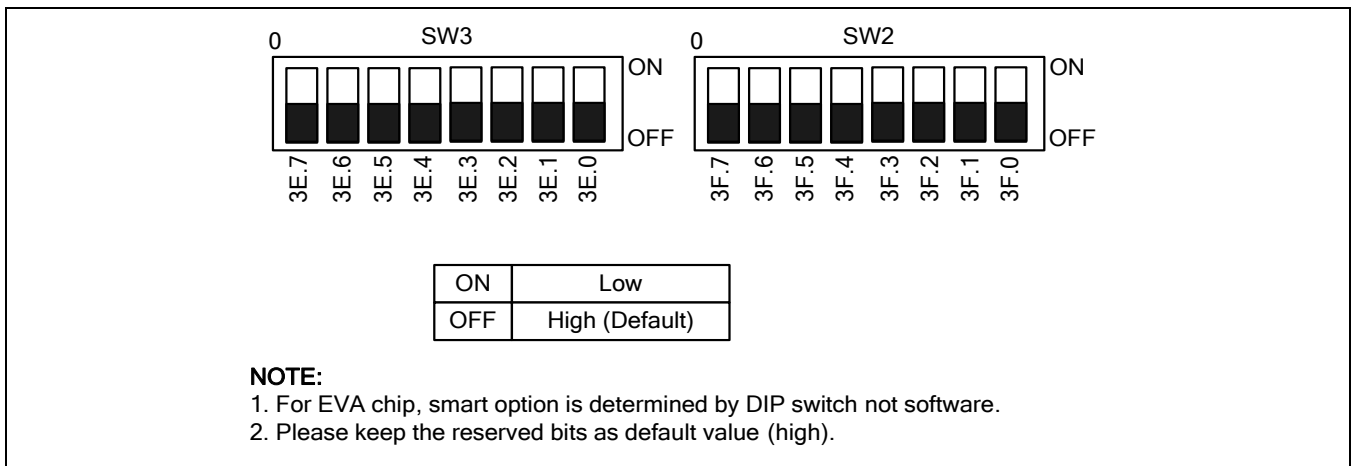 0 SW3 0 SW2
ON ON
OFF OFF
3E.7 3E.6 3E.5 3E.4 3E.3 3E.2 3E.1 3E.0 3F.7 3F.6 3F.5 3F.4 3F.3 3F.2 3F.1 3F.0
ON Low
OFF High (Default)
NOTE:
1. For EVA chip, smart option is determined by DIP switch not software.
2. Please keep the reserved bits as default value (high).